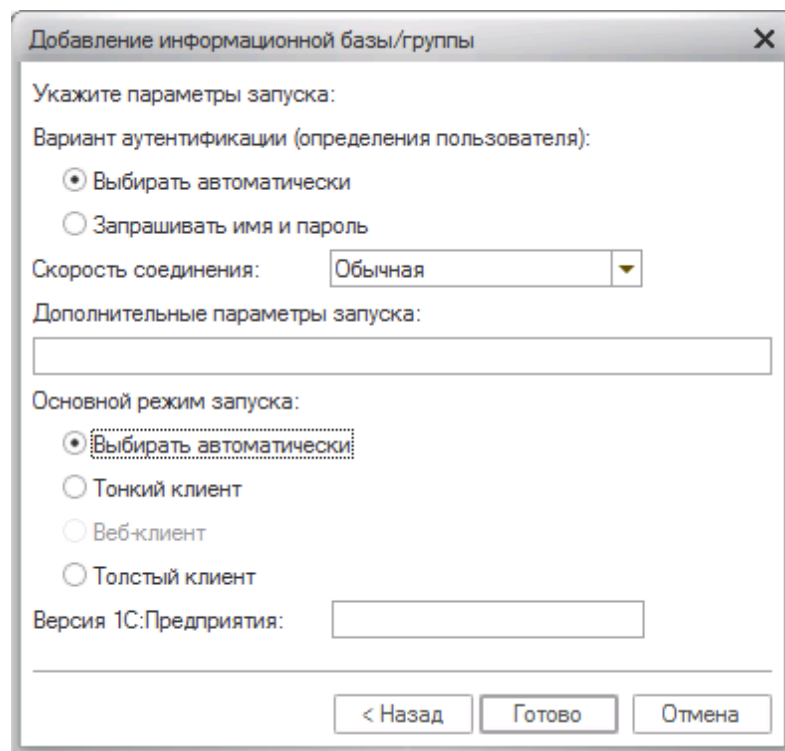 Добавление информационной базы/группы
Укажите параметры запуска:
Вариант аутентификации (определения пользователя):
Выбирать автоматически
Запрашивать имя и пароль
Скорость соединения: Обычная
Дополнительные параметры запуска:
Основной режим запуска:
Выбирать автоматически
Тонкий клиент
Веб-клиент
Толстый клиент
Версия 1С:Предприятия:
< Назад Готово Отмена